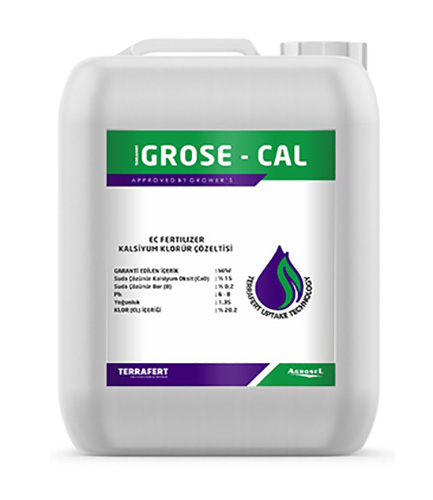 TERRAFERT
GROSE - CAL
APPROVED BY GROWER'S
EC FERTILIZER
KALSİYUM KLORÜR ÇÖZELTİSİ
GARANTİ EDİLEN İÇERİK : W/W
Suda Çözünür Kalsiyum Oksit (CaO) : % 15
Suda Çözünür Bor (B) : % 0.2
Ph : 6 - 8
Yoğunluk : 1.35
KLOR (CL) İÇERİĞİ : % 20.2
TERRAFERT UPTAKE TECHNOLOGY
TERRAFERT
AGROSEL